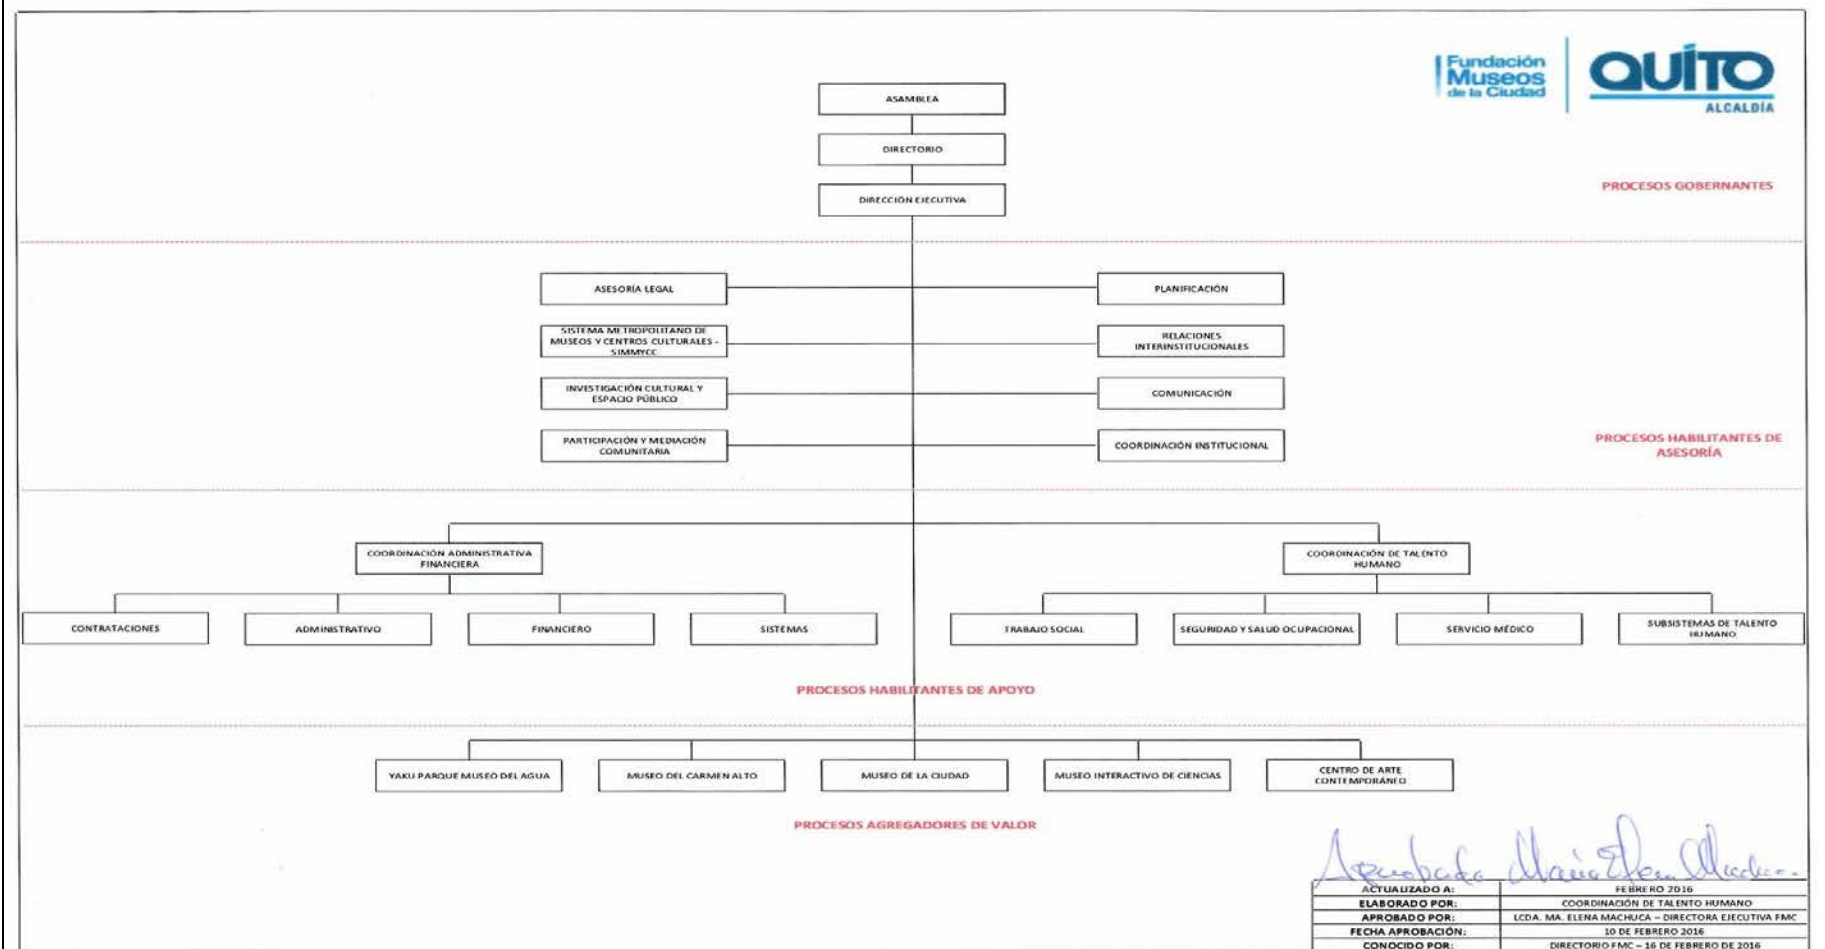 Fundación
Museos
de la Ciudad
QUÍTO
ALCALDÍA
ASAMBLEA
DIRECTORIO
DIRECCIÓN EJECUTIVA
PROCESOS GOBERNANTES
ASESORÍA LEGAL
PLANIFICACIÓN
SISTEMA METROPOLITANO DE
MUSEOS Y CENTROS CULTURALES -
SIMMYCC
RELACIONES
INTERINSTITUCIONALES
INVESTIGACIÓN CULTURAL Y
ESPACIO PÚBLICO
COMUNICACIÓN
PARTICIPACIÓN Y MEDIACIÓN
COMUNITARIA
COORDINACIÓN INSTITUCIONAL
PROCESOS HABILITANTES DE
ASESORÍA
COORDINACIÓN ADMINISTRATIVA
FINANCIERA
COORDINACIÓN DE TALENTO
HUMANO
CONTRATACIONES
ADMINISTRATIVO
FINANCIERO
SISTEMAS
TRABAJO SOCIAL
SEGURIDAD Y SALUD OCUPACIONAL
SERVICIO MÉDICO
SUBSISTEMAS DE TALENTO
HUMANO
PROCESOS HABILITANTES DE APOYO
YAKU PARQUE MUSEO DEL AGUA
MUSEO DEL CARMEN ALTO
MUSEO DE LA CIUDAD
MUSEO INTERACTIVO DE CIENCIAS
CENTRO DE ARTE
CONTEMPORÁNEO
PROCESOS AGREGADORES DE VALOR
Aprobado María Elena Machuca
ACTUALIZADO A: FEBRERO 2016
ELABORADO POR: COORDINACIÓN DE TALENTO HUMANO
APROBADO POR: LCDA. MA. ELENA MACHUCA – DIRECTORA EJECUTIVA FMC
FECHA APROBACIÓN: 10 DE FEBRERO 2016
CONOCIDO POR: DIRECTORIO FMC – 16 DE FEBRERO DE 2016